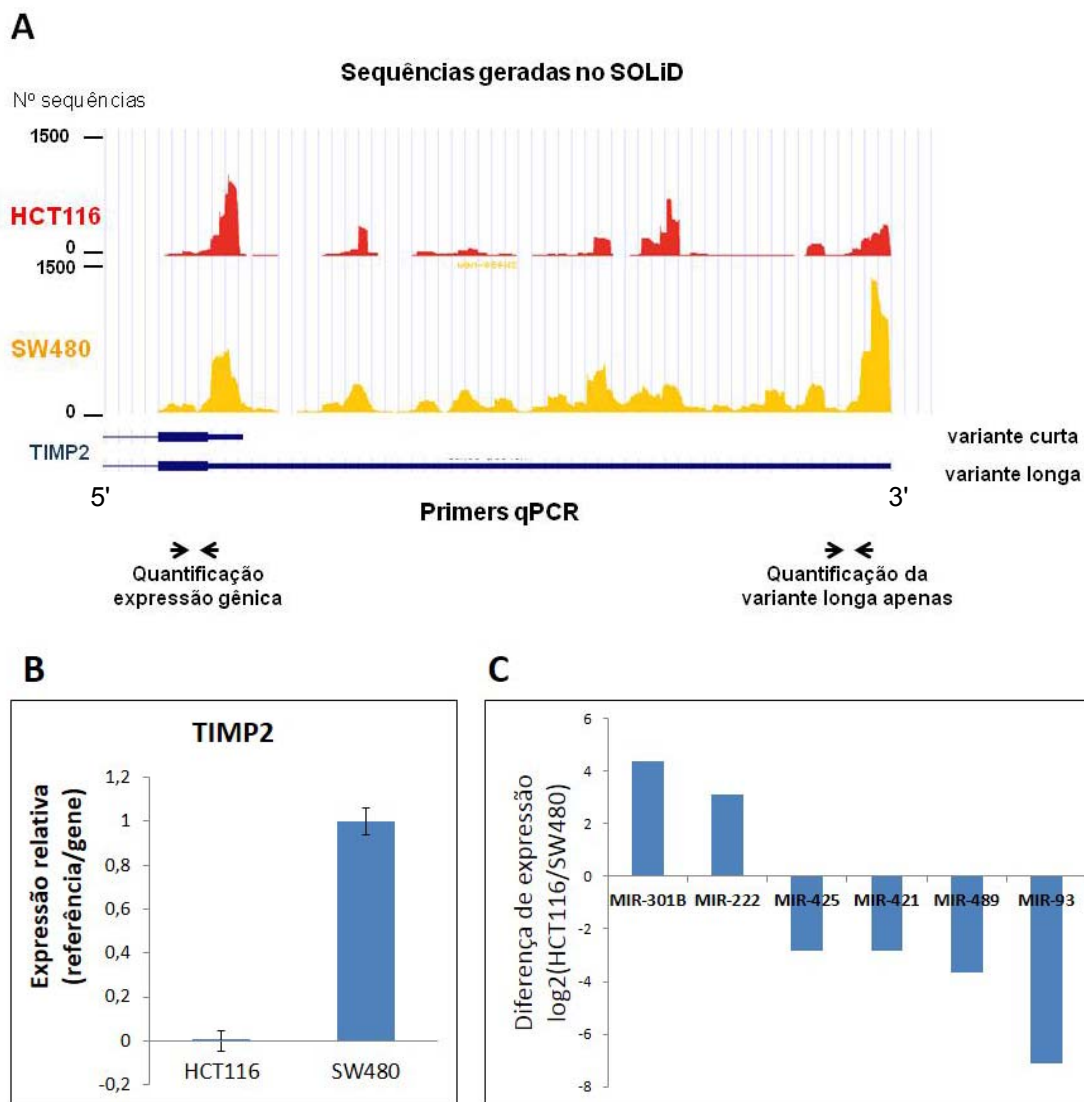 A
Sequências geradas no SOLiD
Nº sequências
1500
HCT116
0
1500
SW480
0
TIMP2
variante curta
variante longa
5'
3'
Primers qPCR
Quantificação
expressão gênica
Quantificação da
variante longa apenas
B
TIMP2
Expressão relativa
(referência/gene)
1,2
1
0,8
0,6
0,4
0,2
0
-0,2
HCT116
SW480
C
Diferença de expressão
log2(HCT116/SW480)
6
4
2
0
-2
-4
-6
-8
MIR-301B
MIR-222
MIR-425
MIR-421
MIR-489
MIR-93